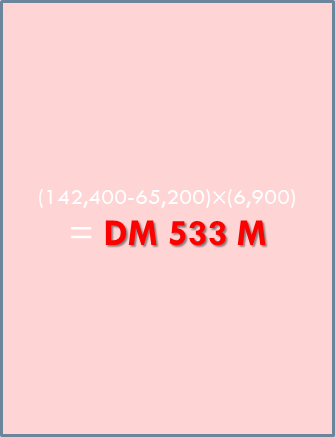 (142,400-65,200)×(6,900)
= DM 533 M